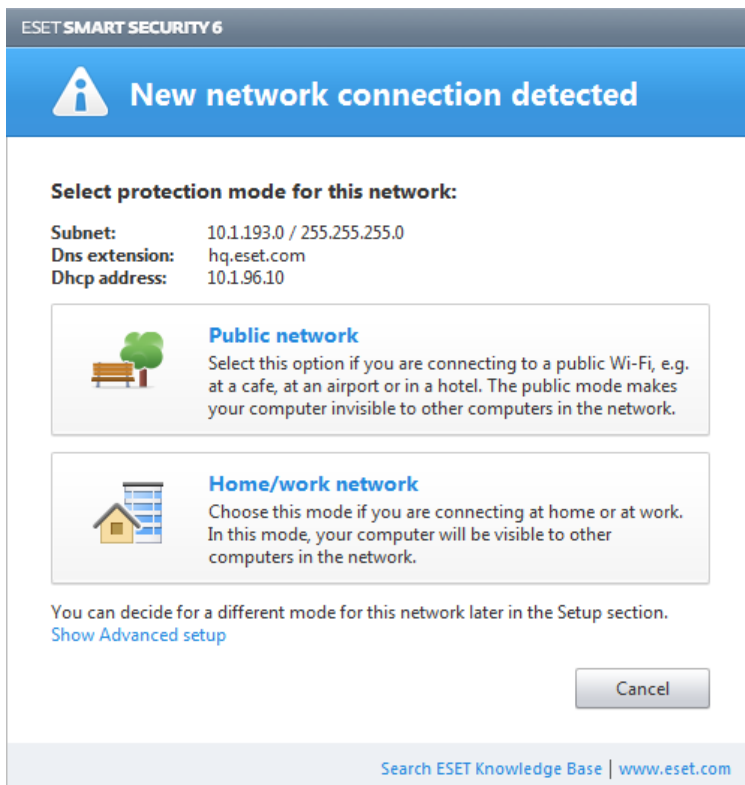 ESET SMART SECURITY 6
New network connection detected
Select protection mode for this network:
Subnet: 10.1.193.0 / 255.255.255.0
Dns extension: hq.eset.com
Dhcp address: 10.1.96.10
Public network
Select this option if you are connecting to a public Wi-Fi, e.g.
at a cafe, at an airport or in a hotel. The public mode makes
your computer invisible to other computers in the network.
Home/work network
Choose this mode if you are connecting at home or at work.
In this mode, your computer will be visible to other
computers in the network.
You can decide for a different mode for this network later in the Setup section.
Show Advanced setup
Cancel
Search ESET Knowledge Base | www.eset.com